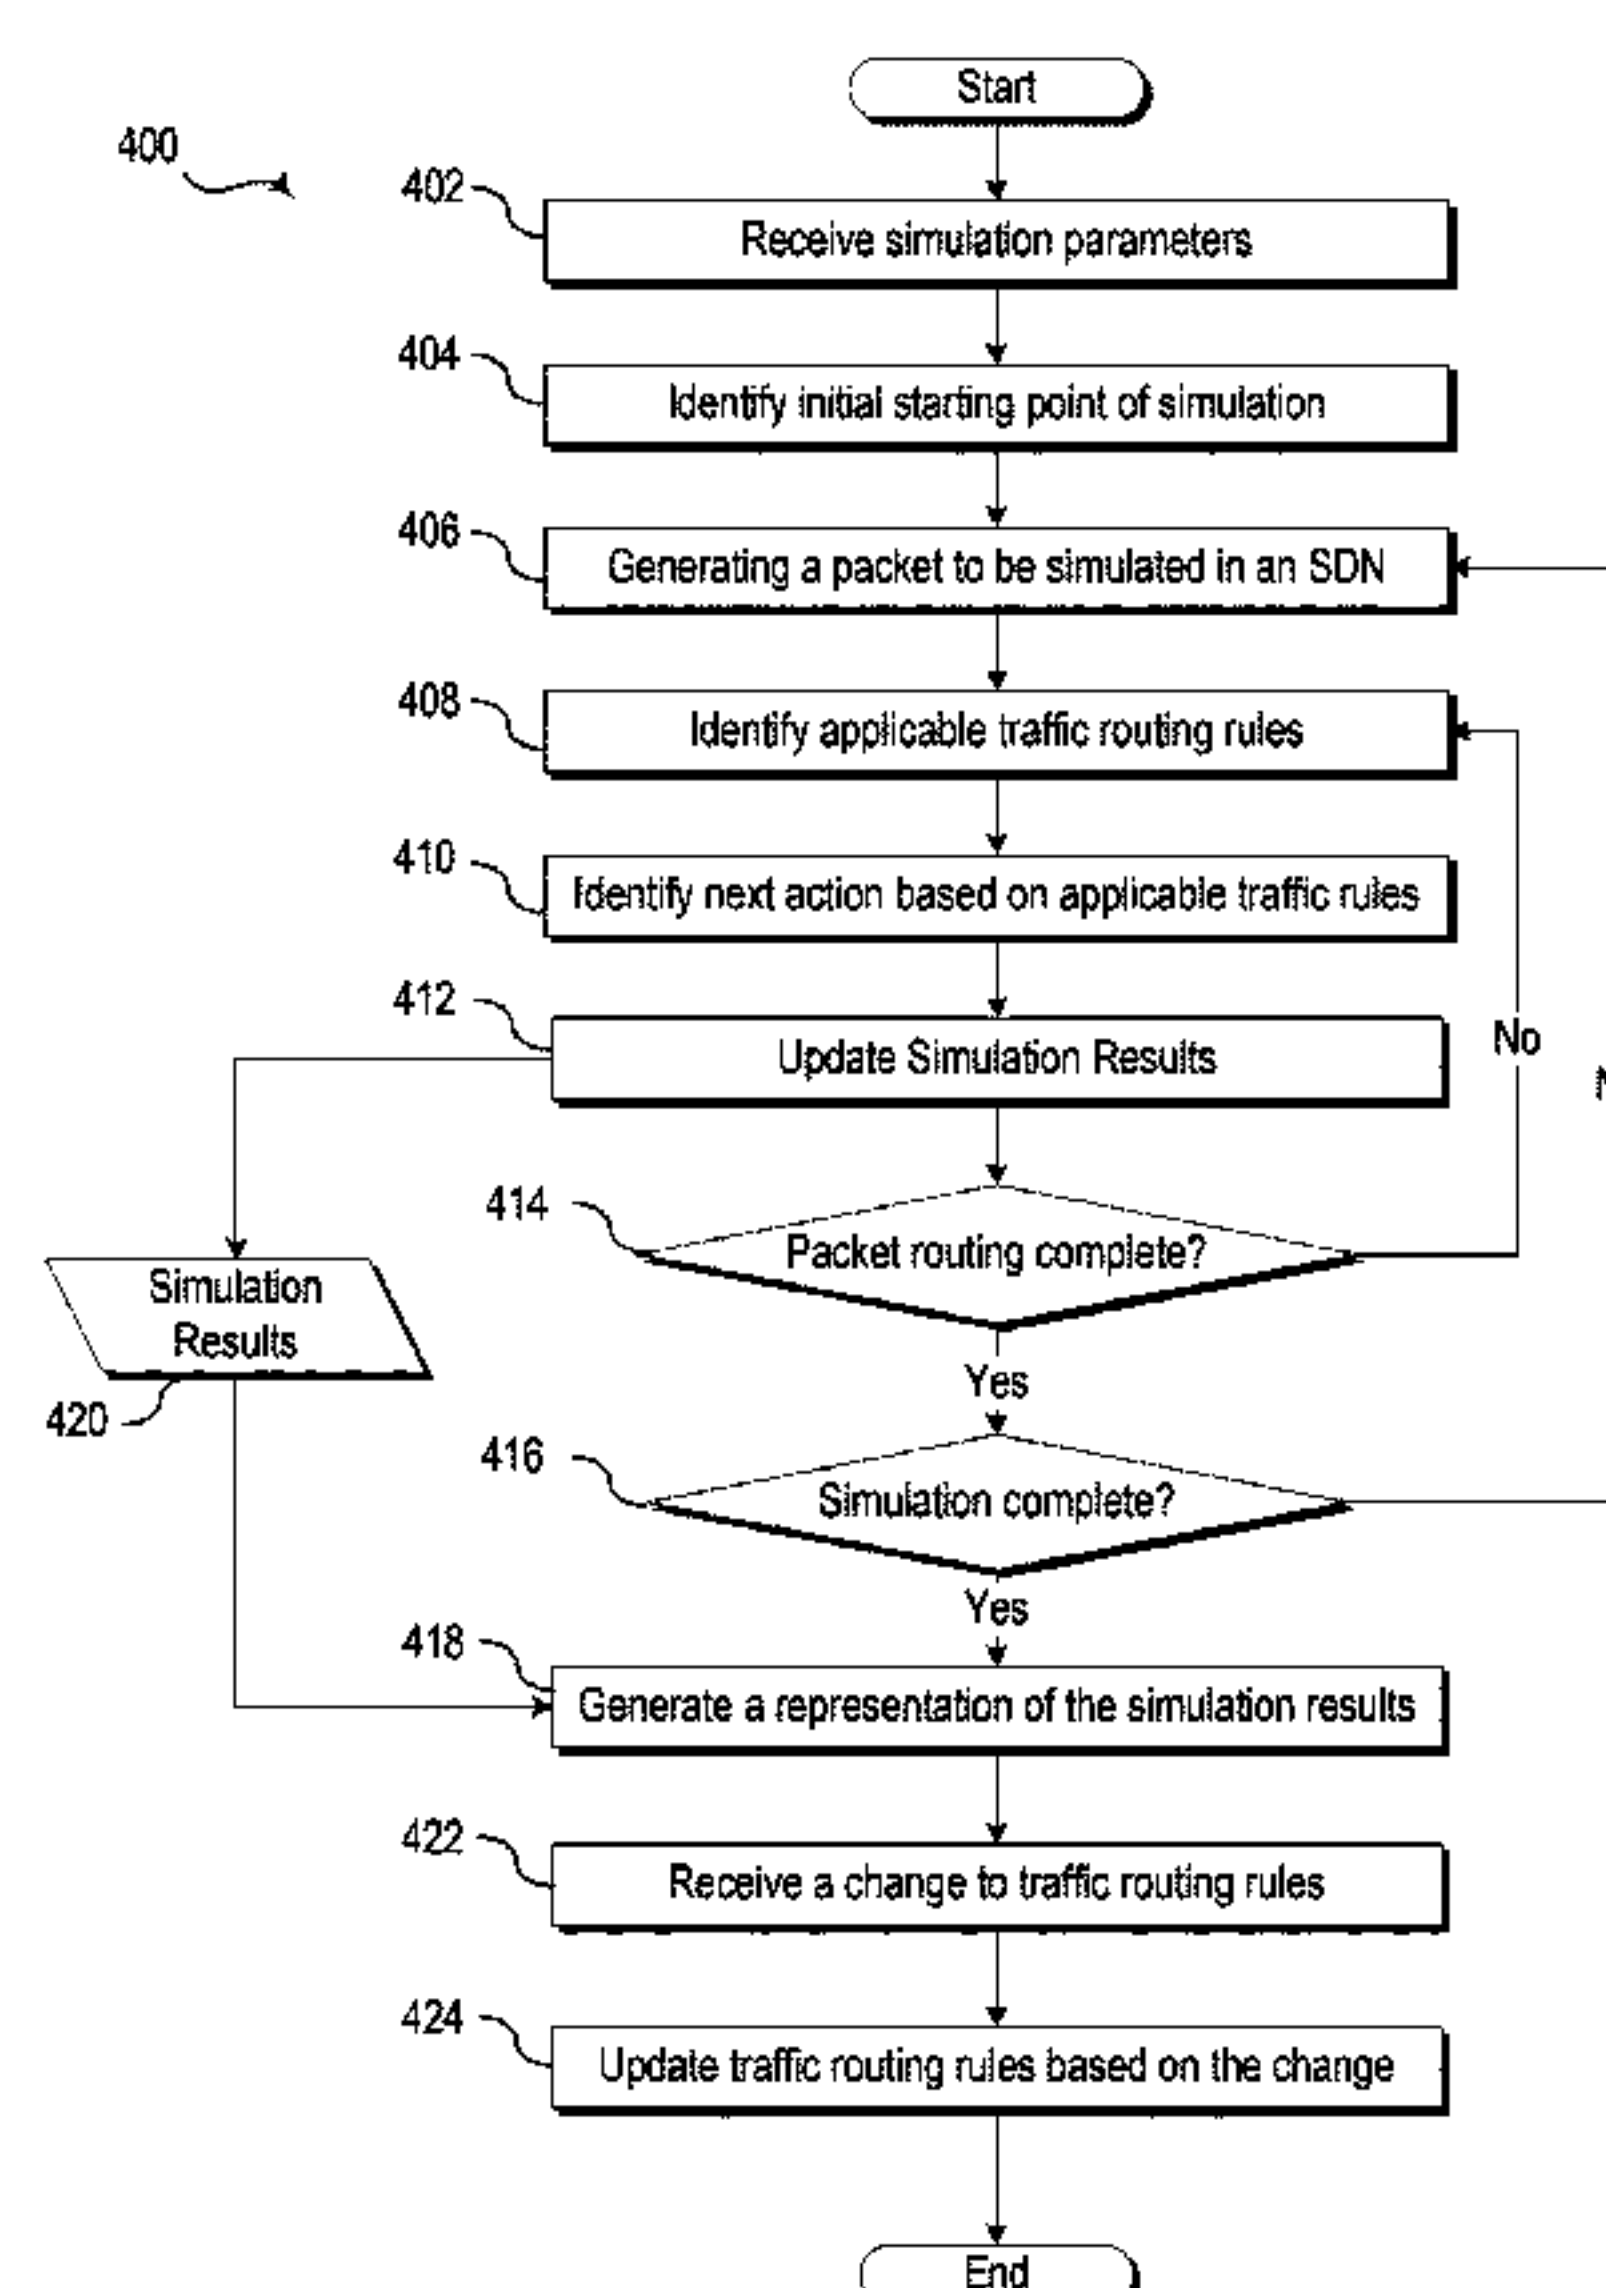 Start
400
402
Receive simulation parameters
404
Identify initial starting point of simulation
406
Generating a packet to be simulated in an SDN
408
Identify applicable traffic routing rules
410
Identify next action based on applicable traffic rules
412
Update Simulation Results
No
414
Packet routing complete?
Simulation
Results
420
Yes
416
Simulation complete?
Yes
418
Generate a representation of the simulation results
422
Receive a change to traffic routing rules
424
Update traffic routing rules based on the change
End